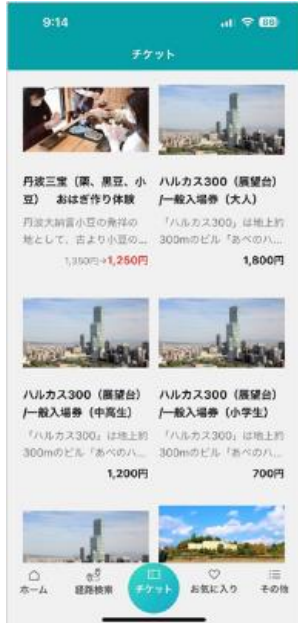 9:14
88
チケット
丹波三宝（栗、黒豆、小
豆） おはぎ作り体験
丹波大納言小豆の発祥の
地として、古より小豆の...
1,350円→1,250円
ハルカス300（展望台）
/一般入場券（大人）
「ハルカス300」は地上約
300mのビル「あべのハ...
1,800円
ハルカス300（展望台）
/一般入場券（中高生）
「ハルカス300」は地上約
300mのビル「あべのハ...
1,200円
ハルカス300（展望台）
/一般入場券（小学生）
「ハルカス300」は地上約
300mのビル「あべのハ...
700円
ホーム
経路検索
チケット
お気に入り
その他